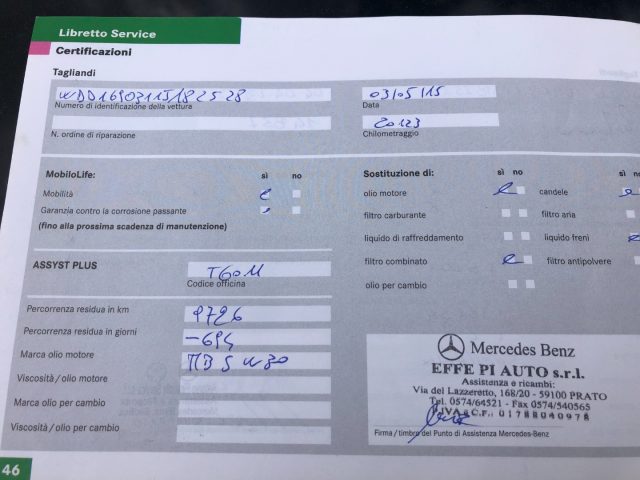 Libretto Service
Certificazioni
Tagliandi
Numero di identificazione della vettura
03/05/15
Data
N. ordine di riparazione
20123
Chilometraggio
MobiloLife: sì no
Mobilità
Garanzia contro la corrosione passante
(fino alla prossima scadenza di manutenzione)
Sostituzione di: sì no sì no
olio motore candele
filtro carburante filtro aria
liquido di raffreddamento liquido freni
filtro combinato filtro antipolvere
olio per cambio
ASSYST PLUS
Codice officina
Percorrenza residua in km 9726
Percorrenza residua in giorni -694
Marca olio motore MB 5W30
Viscosità/olio motore
Marca olio per cambio
Viscosità/olio per cambio
Mercedes Benz
EFFE PI AUTO s.r.l.
Assistenza e ricambi:
Via del Lazzeretto, 168/20 - 59100 PRATO
Tel. 0574/64521 - Fax 0574/540565
P.IVA e C.F.: 01788040978
Firma/timbro del Punto di Assistenza Mercedes-Benz
46